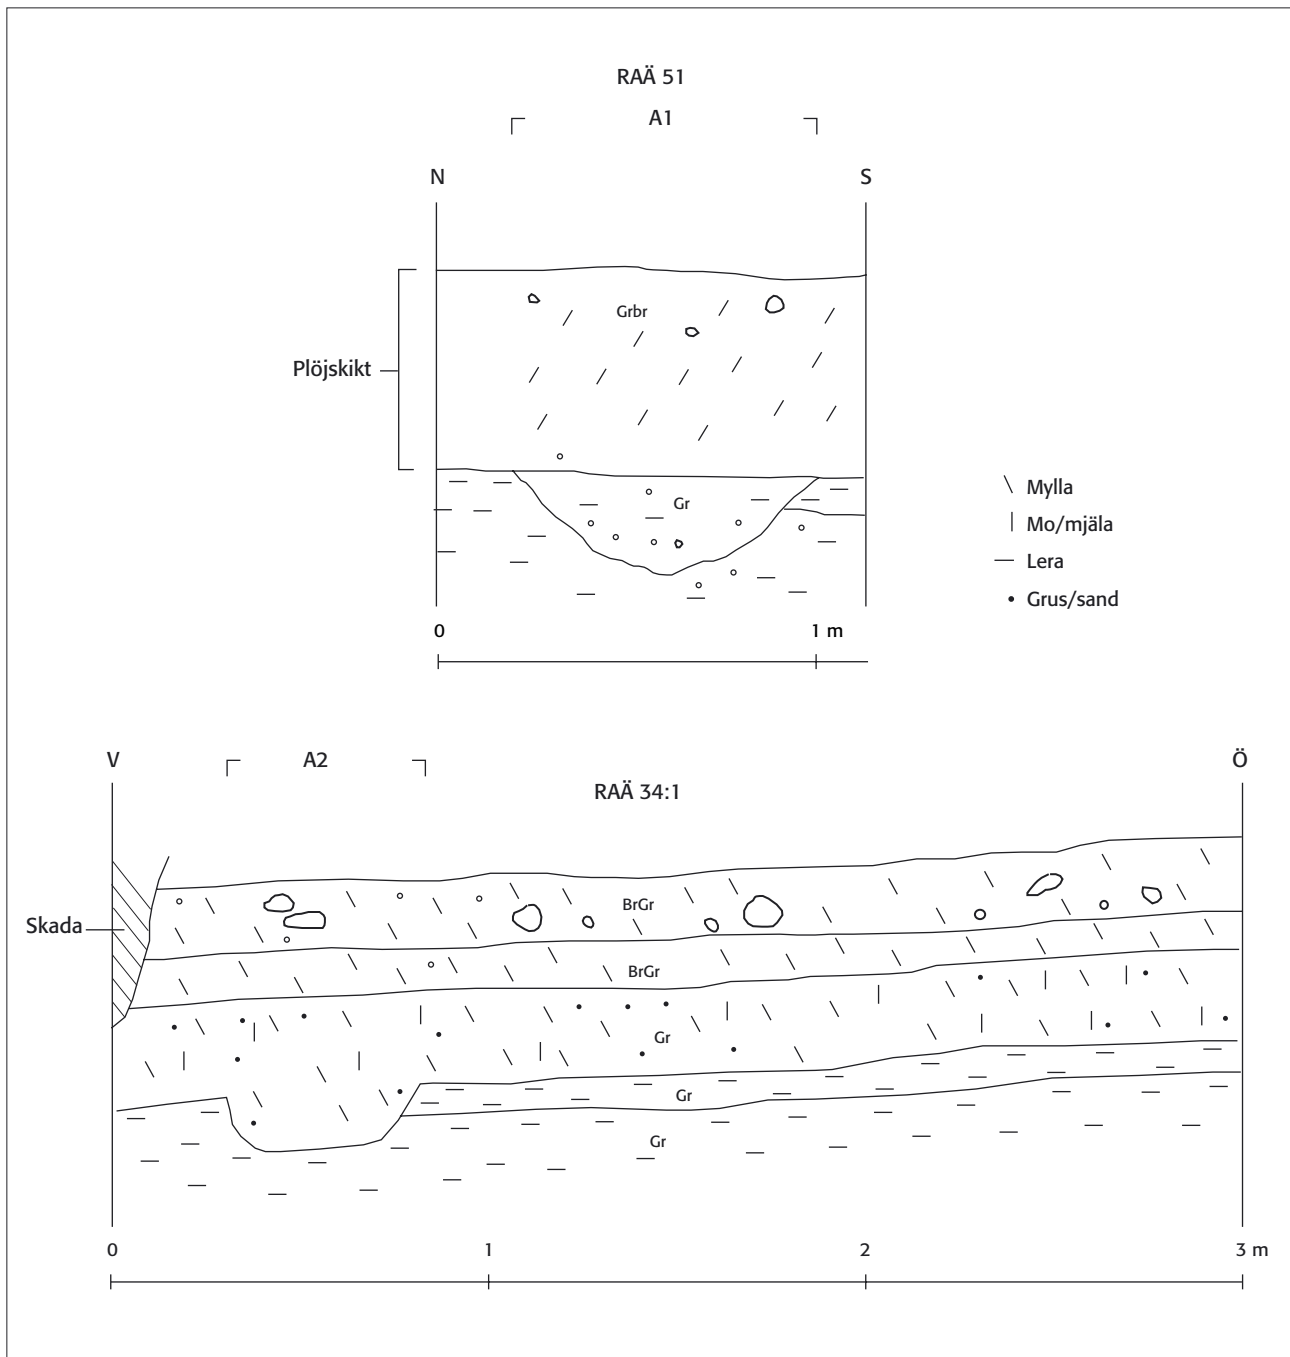 RAÄ 51
A1
N S
Grbr
Plöjskikt
Gr
Mylla
Mo/mjäla
Lera
Grus/sand
0 1 m
V A2 Ö
RAÄ 34:1
BrGr
Skada
BrGr
Gr
Gr
Gr
0 1 2 3 m